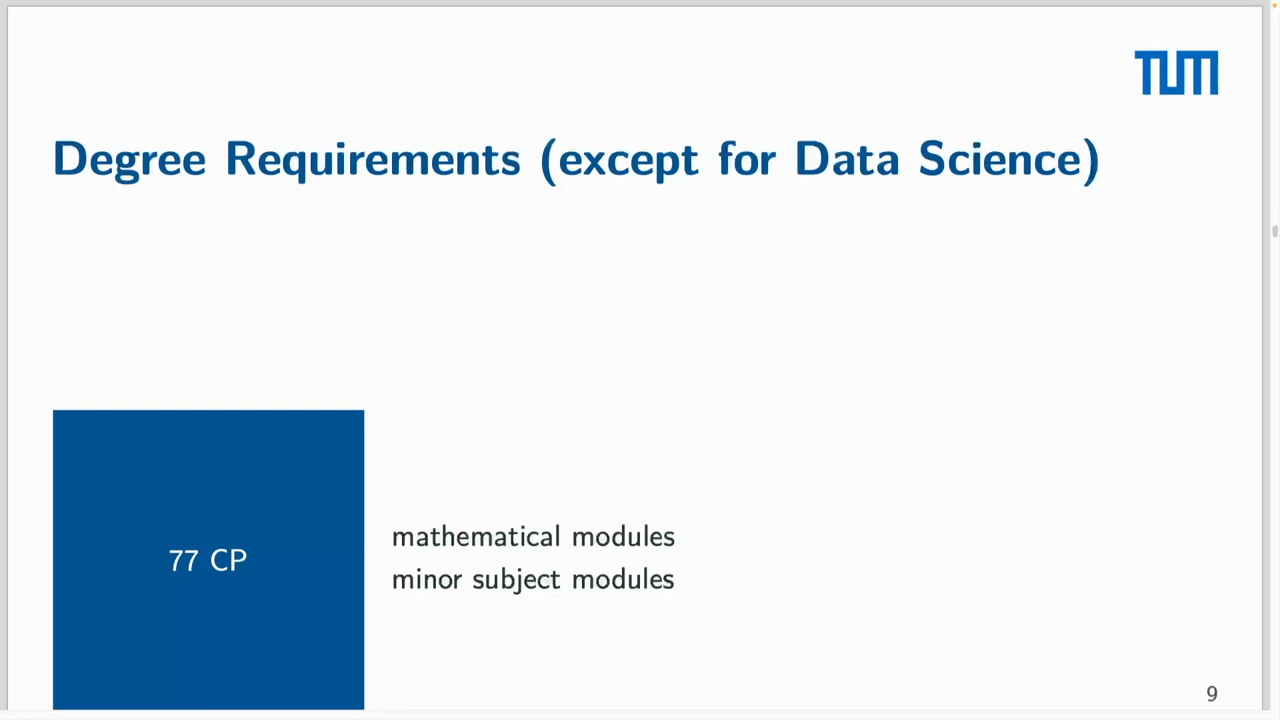 TUM
Degree Requirements (except for Data Science)
77 CP
mathematical modules
minor subject modules
9